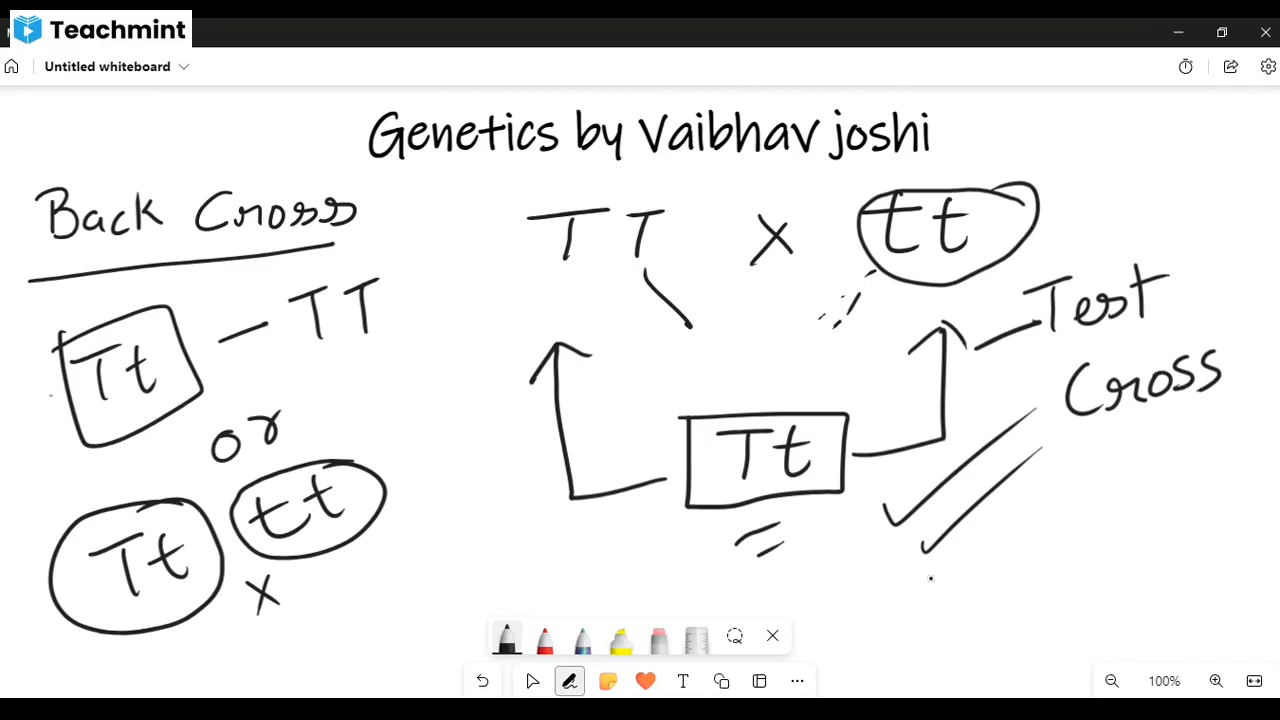 Teachmint
Untitled whiteboard
Genetics by Vaibhav joshi
Back Cross
TT x tt
Tt - TT
Test
Cross
or
Tt
tt
Tt
x
100%